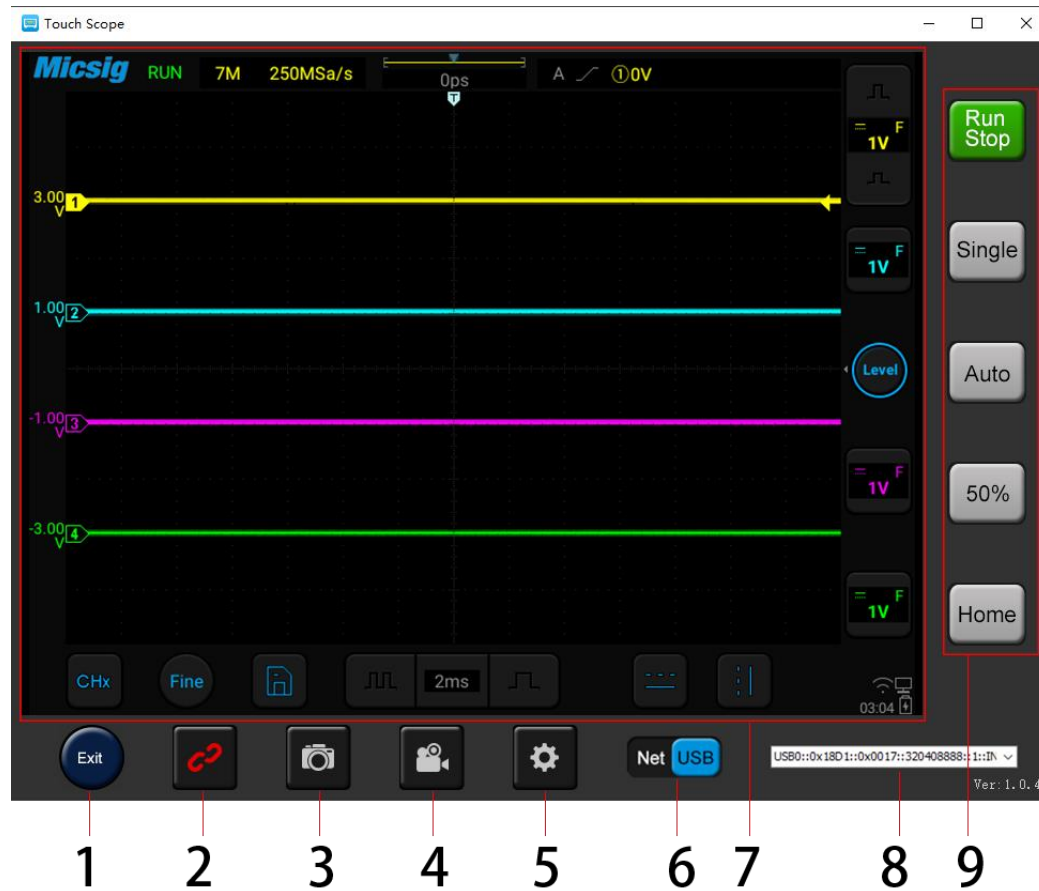 Touch Scope
Micsig RUN 7M 250MSa/s 0ps A ①0V
T
F
1V
Run
Stop
3.00
V
1
F
1V
Single
1.00
V
2
Level
Auto
-1.00
V
3
F
1V
50%
-3.00
V
4
F
1V
Home
CHx Fine 2ms
03:04
Exit Net USB USB0::0x18D1::0x0017::320408888::1::IN
Ver:1.0.4
1 2 3 4 5 6 7 8 9